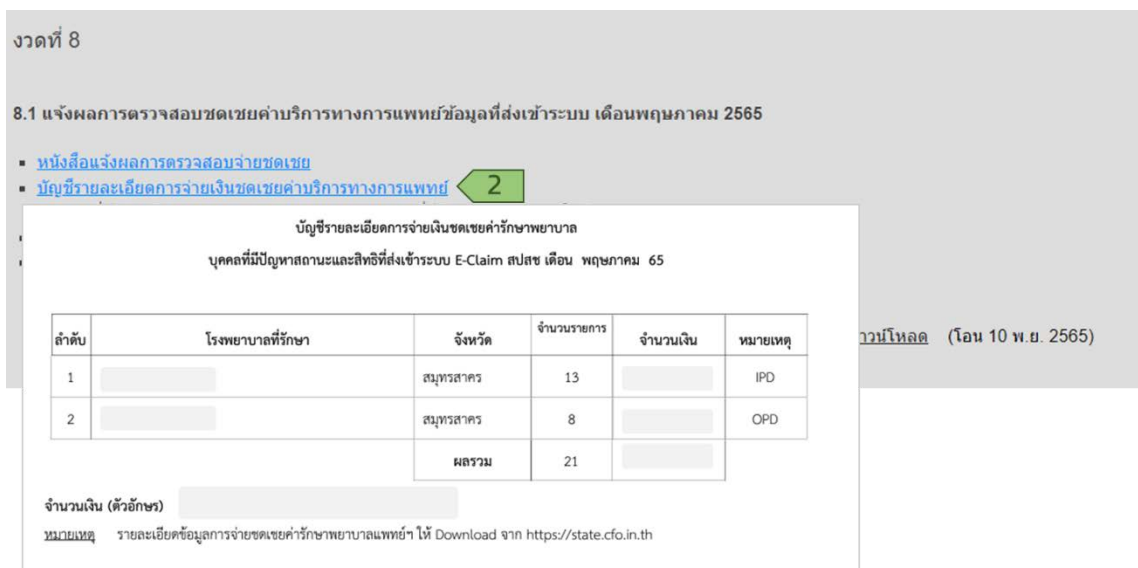 งวดที่ 8
8.1 แจ้งผลการตรวจสอบชดเชยค่าบริการทางการแพทย์ข้อมูลที่ส่งเข้าระบบ เดือนพฤษภาคม 2565
▪ หนังสือแจ้งผลการตรวจสอบจ่ายชดเชย
▪ บัญชีรายละเอียดการจ่ายเงินชดเชยค่าบริการทางการแพทย์ 2
บัญชีรายละเอียดการจ่ายเงินชดเชยค่ารักษาพยาบาล
บุคคลที่มีปัญหาสถานะและสิทธิที่ส่งเข้าระบบ E-Claim สปสช เดือน พฤษภาคม 65
ลำดับ โรงพยาบาลที่รักษา จังหวัด จำนวนรายการ จำนวนเงิน หมายเหตุ
าวน์โหลด (โอน 10 พ.ย. 2565)
1 สมุทรสาคร 13 IPD
2 สมุทรสาคร 8 OPD
ผลรวม 21
จำนวนเงิน (ตัวอักษร)
หมายเหตุ รายละเอียดข้อมูลการจ่ายชดเชยค่ารักษาพยาบาลแพทย์ฯ ให้ Download จาก https://state.cfo.in.th